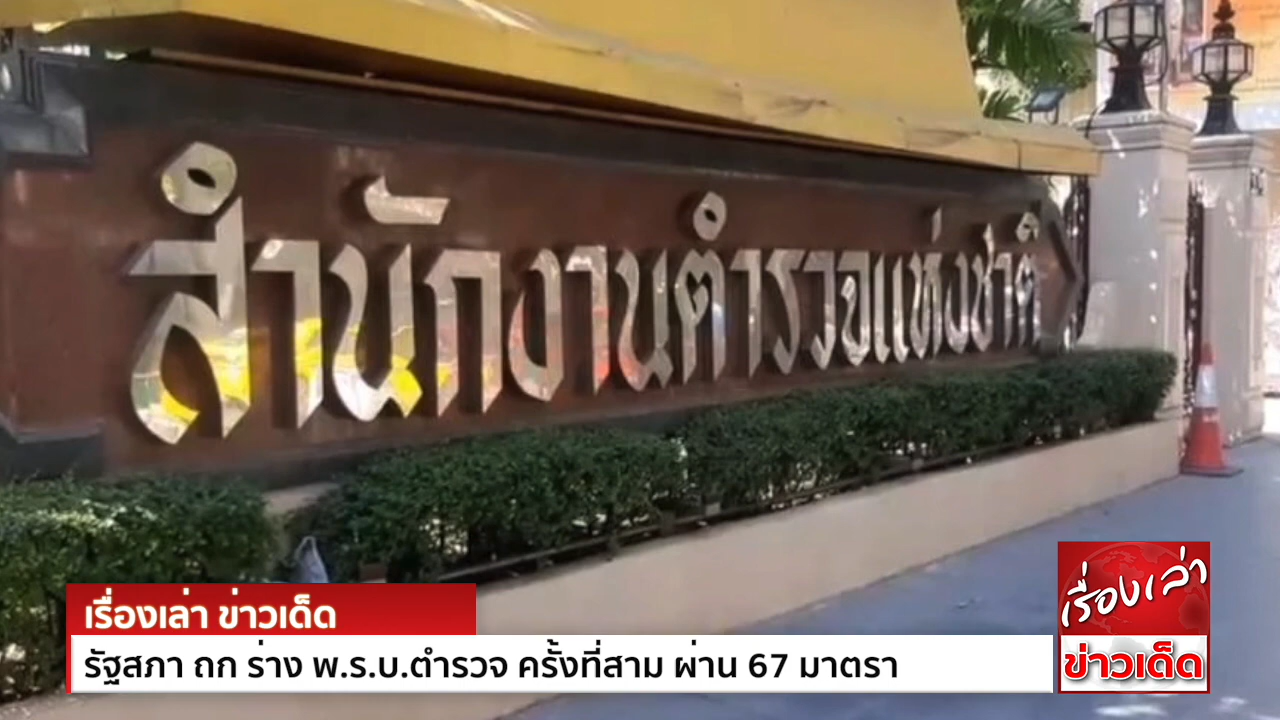 สำนักงานตำรวจแห่งชาติ
เรื่องเล่า ข่าวเด็ด
รัฐสภา ถก ร่าง พ.ร.บ.ตำรวจ ครั้งที่สาม ผ่าน 67 มาตรา
เรื่องเล่า
ข่าวเด็ด